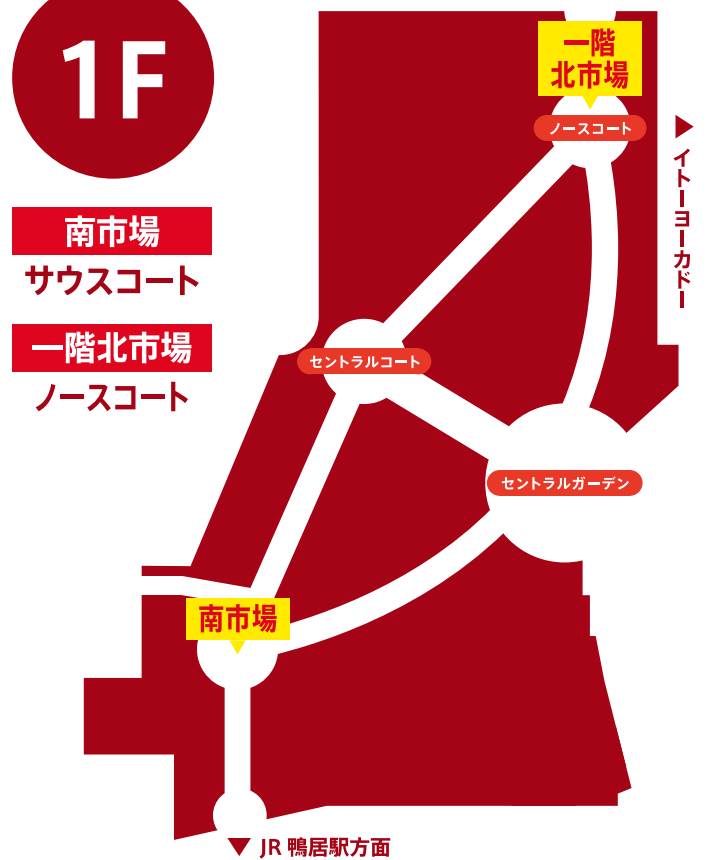 1F
南市場
サウスコート
一階北市場
ノースコート
一階
北市場
ノースコート
イトーヨーカドー
セントラルコート
セントラルガーデン
南市場
JR 鴨居駅方面